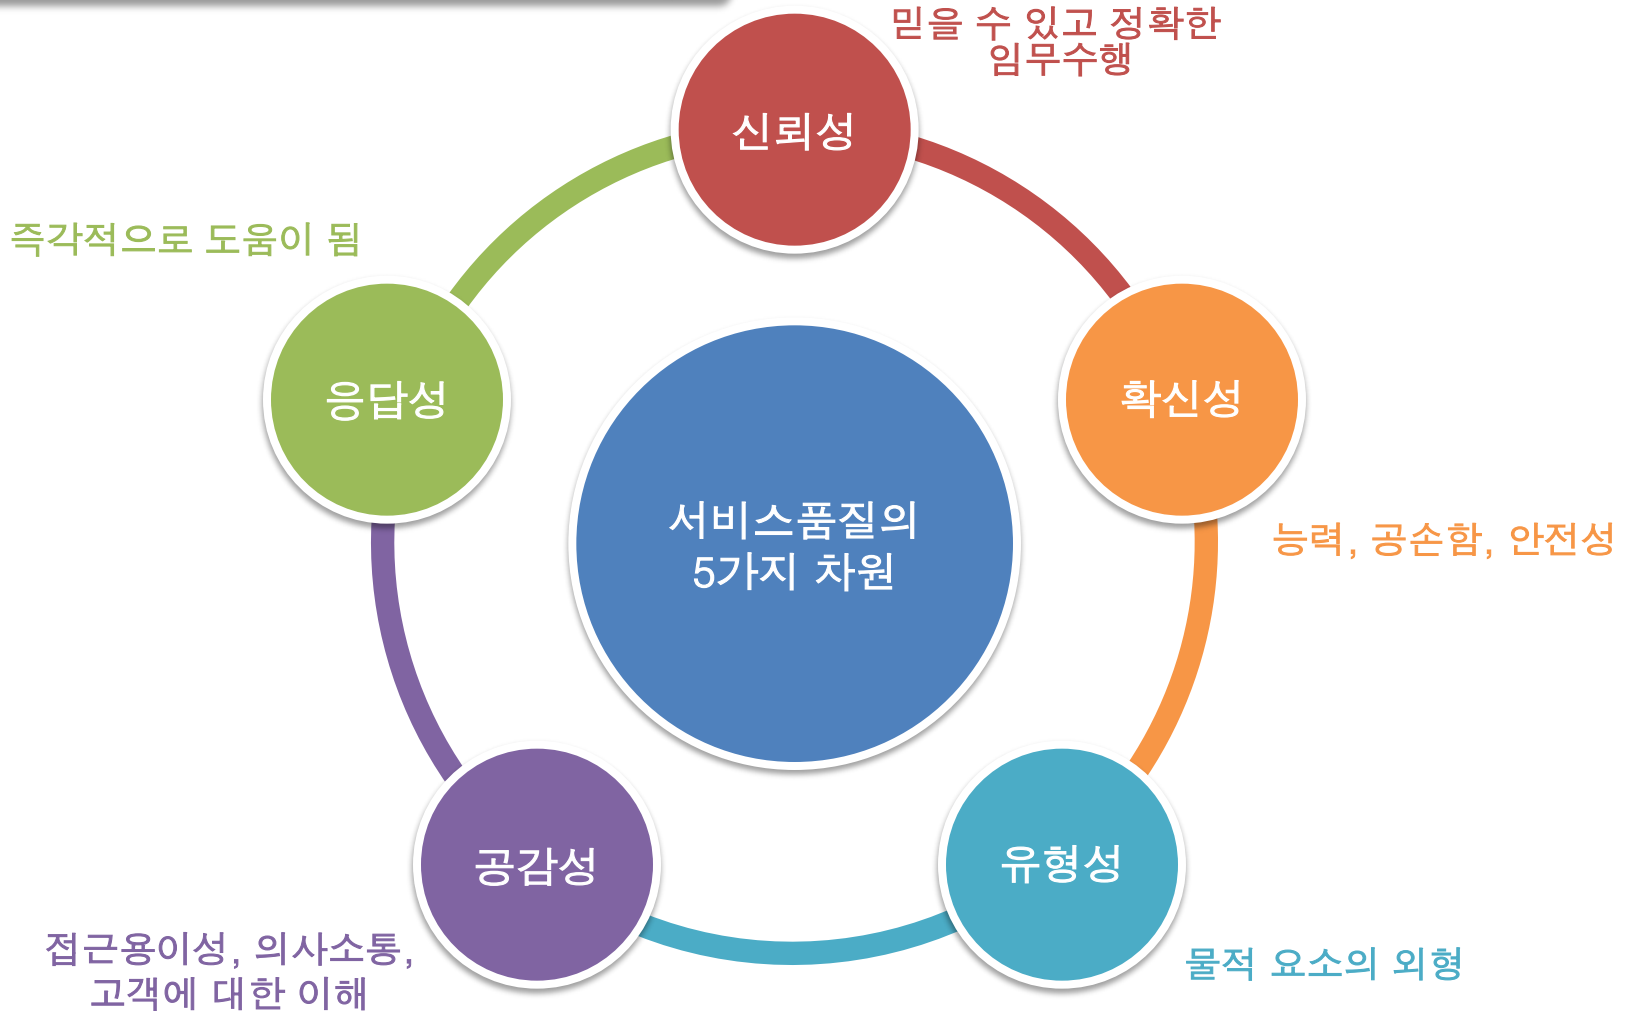 믿을 수 있고 정확한
임무수행
신뢰성
즉각적으로 도움이 됨
응답성
확신성
서비스품질의
5가지 차원
능력, 공손함, 안전성
공감성
유형성
접근용이성, 의사소통,
고객에 대한 이해
물적 요소의 외형